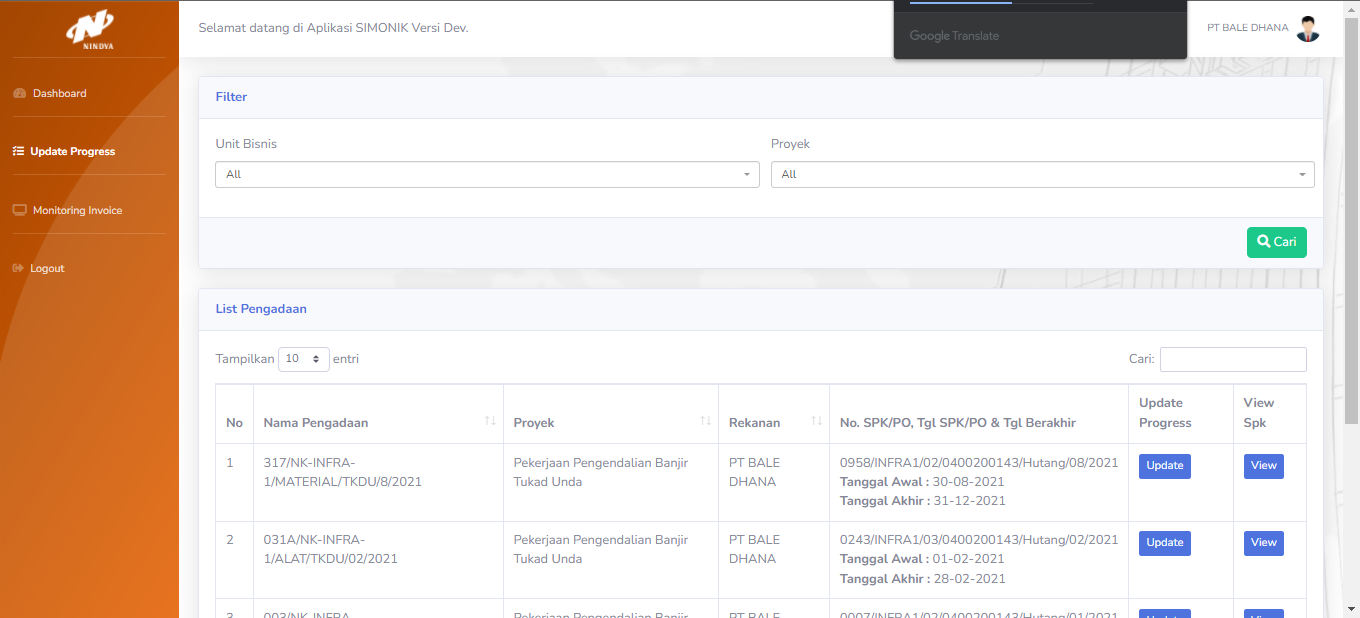 NINDYA
Selamat datang di Aplikasi SIMONIK Versi Dev.
Google Translate
PT BALE DHANA
Dashboard
Update Progress
Monitoring Invoice
Logout
Filter
Unit Bisnis
Proyek
All
All
Cari
List Pengadaan
Tampilkan 10 entri
Cari:
No Nama Pengadaan Proyek Rekanan No. SPK/PO, Tgl SPK/PO & Tgl Berakhir Update Progress View Spk
1 317/NK-INFRA- Pekerjaan Pengendalian Banjir PT BALE 0958/INFRA1/02/0400200143/Hutang/08/2021 Update View
1/MATERIAL/TKDU/8/2021 Tukad Unda DHANA Tanggal Awal : 30-08-2021
Tanggal Akhir : 31-12-2021
2 031A/NK-INFRA- Pekerjaan Pengendalian Banjir PT BALE 0243/INFRA1/03/0400200143/Hutang/02/2021 Update View
1/ALAT/TKDU/02/2021 Tukad Unda DHANA Tanggal Awal : 01-02-2021
Tanggal Akhir : 28-02-2021
3 003/NK-INFRA- Pekerjaan Pengendalian Banjir PT BALE 0007/INFRA1/02/0400200143/Hutang/01/2021 Update View